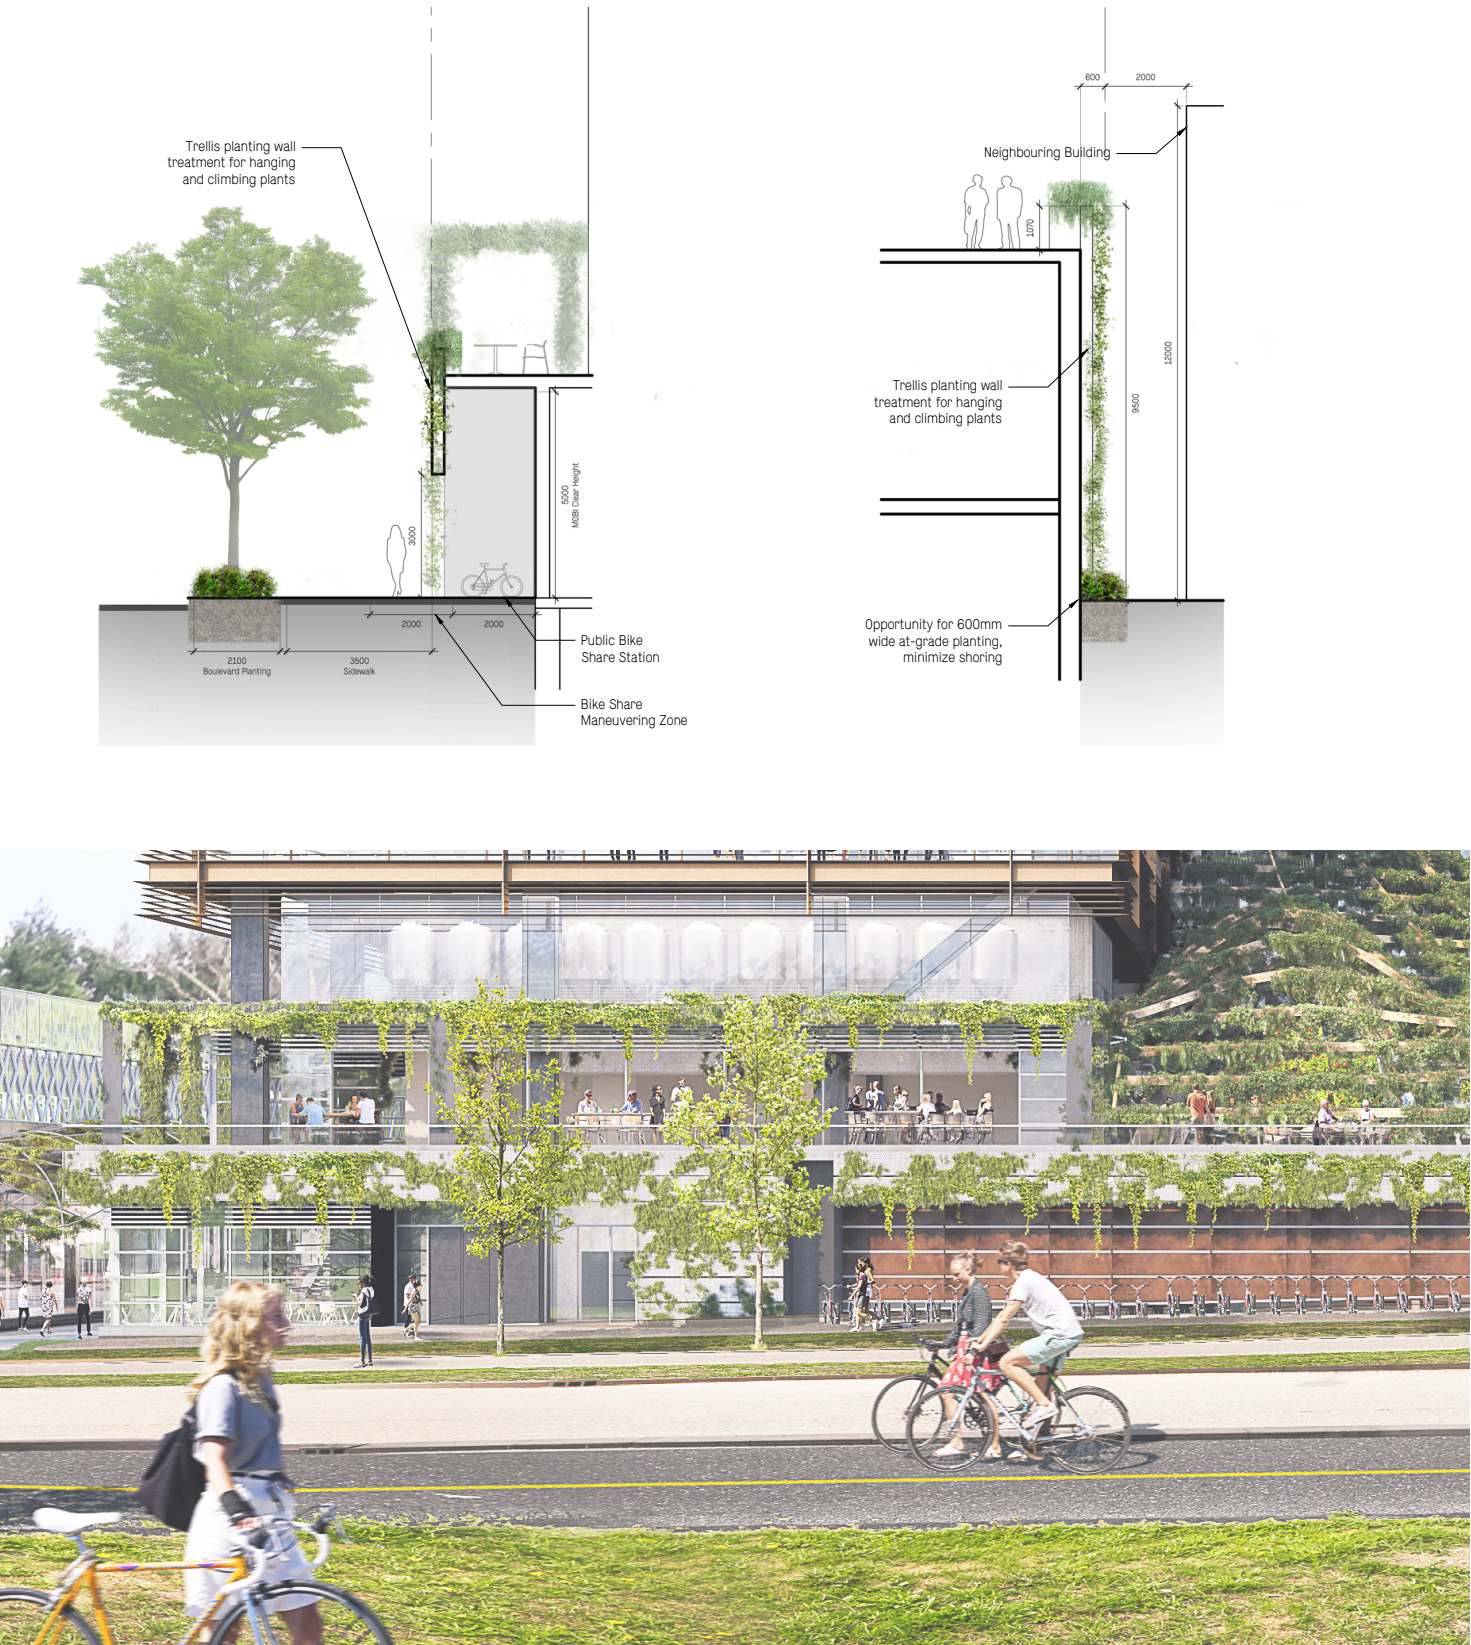 Trellis planting wall
treatment for hanging
and climbing plants
3000
5000
MOBI Clear Height
2000
2000
2100
Boulevard Planting
3500
Sidewalk
Public Bike
Share Station
Bike Share
Maneuvering Zone
600
2000
Neighbouring Building
1070
12000
9500
Trellis planting wall
treatment for hanging
and climbing plants
Opportunity for 600mm
wide at-grade planting,
minimize shoring